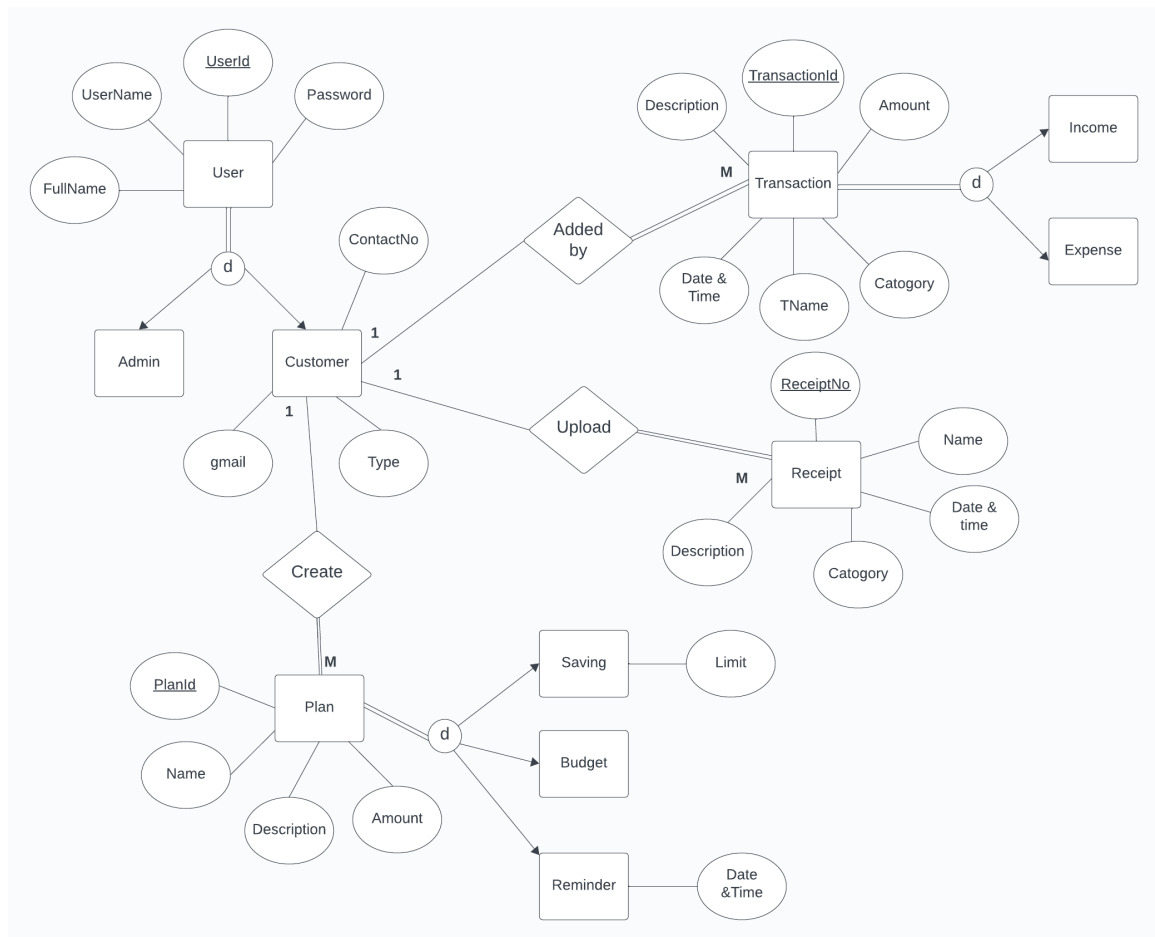 UserId
UserName
Password
User
FullName
d
ContactNo
Admin
Customer
1
1
1
gmail
Type
TransactionId
Description
Amount
M
Transaction
d
Income
Expense
Added
by
Date &
Time
TName
Catogory
Upload
M
ReceiptNo
Receipt
Name
Date &
time
Description
Catogory
Create
M
PlanId
Plan
Name
Description
Amount
d
Saving
Limit
Budget
Reminder
Date
&Time